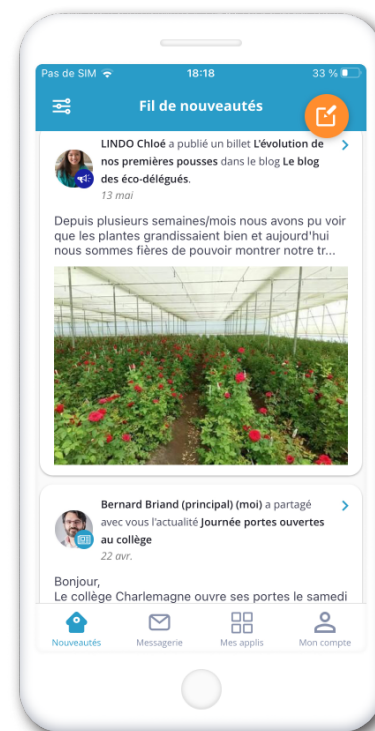 Pas de SIM 18:18 33 %
Fil de nouveautés
LINDO Chloé a publié un billet L'évolution de
nos premières pousses dans le blog Le blog
des éco-délégués.
13 mai
Depuis plusieurs semaines/mois nous avons pu voir
que les plantes grandissaient bien et aujourd'hui
nous sommes fières de pouvoir montrer notre tr...
Bernard Briand (principal) (moi) a partagé
avec vous l'actualité Journée portes ouvertes
au collège
22 avr.
Bonjour,
Le collège Charlemagne ouvre ses portes le samedi
Nouveautés Messagerie Mes applis Mon compte